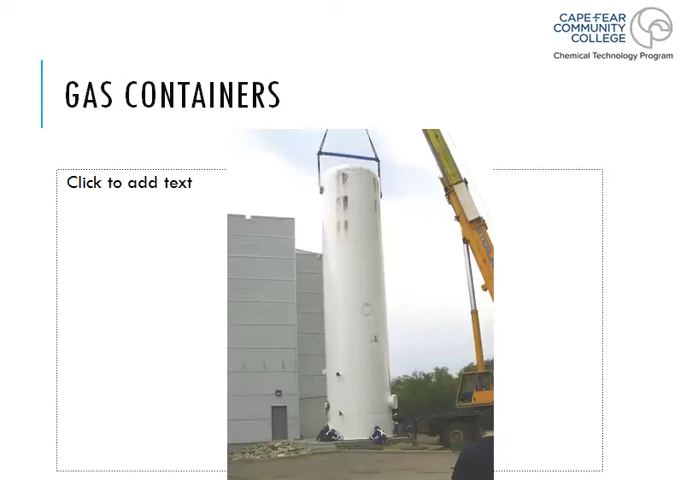 CAPE FEAR
COMMUNITY
COLLEGE
Chemical Technology Program
GAS CONTAINERS
Click to add text